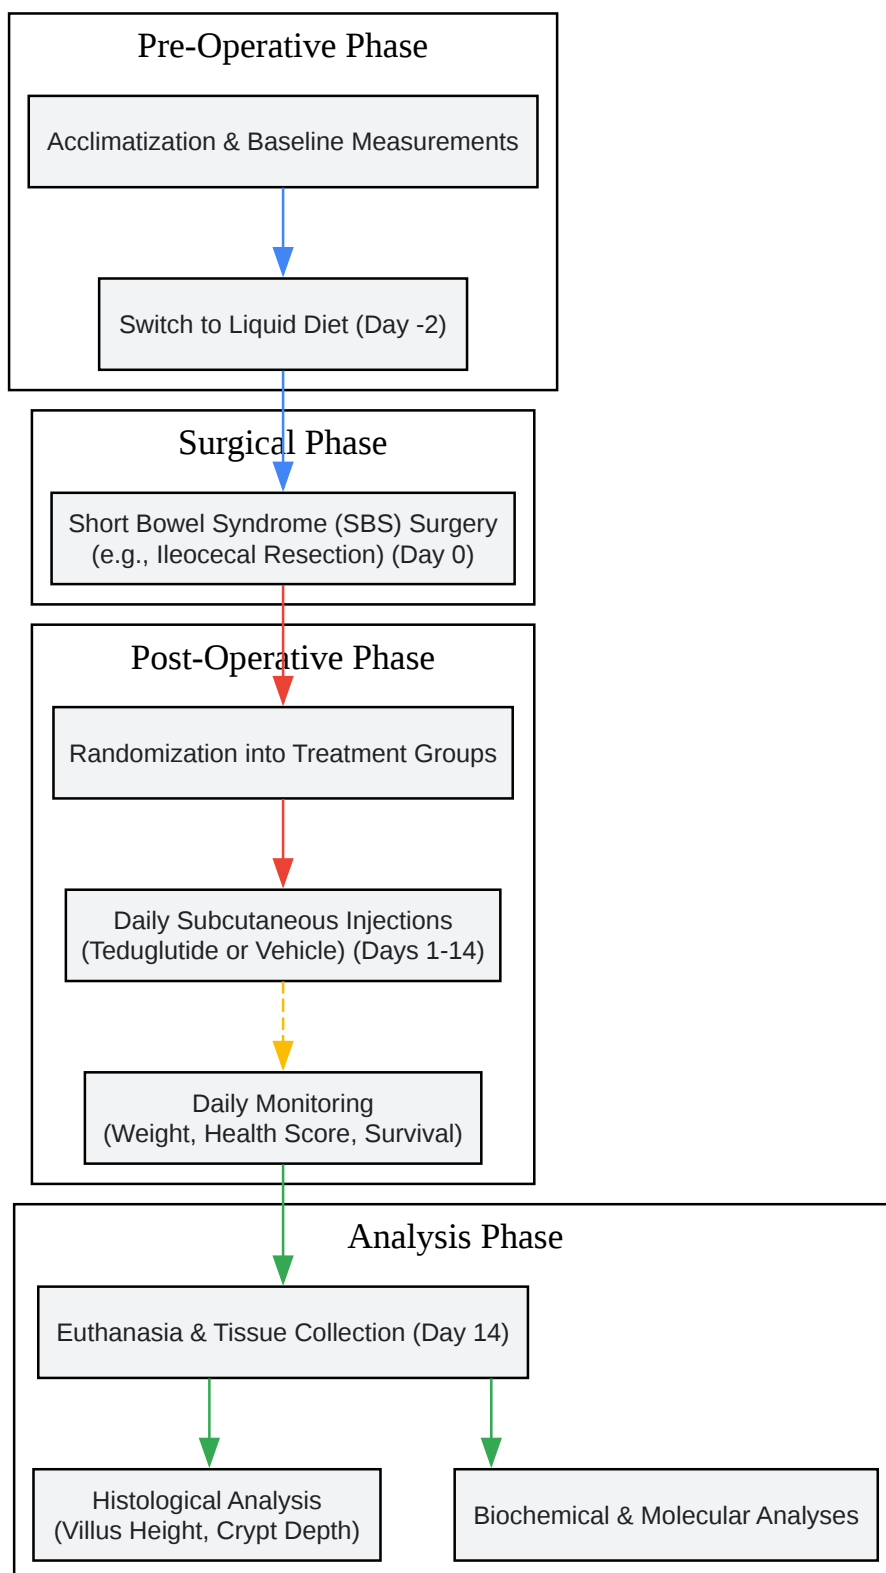 Pre-Operative Phase
Acclimatization & Baseline Measurements
Switch to Liquid Diet (Day -2)
Surgical Phase
Short Bowel Syndrome (SBS) Surgery
(e.g., Ileocecal Resection) (Day 0)
Post-Operative Phase
Randomization into Treatment Groups
Daily Subcutaneous Injections
(Teduglutide or Vehicle) (Days 1-14)
Daily Monitoring
(Weight, Health Score, Survival)
Analysis Phase
Euthanasia & Tissue Collection (Day 14)
Histological Analysis
(Villus Height, Crypt Depth)
Biochemical & Molecular Analyses